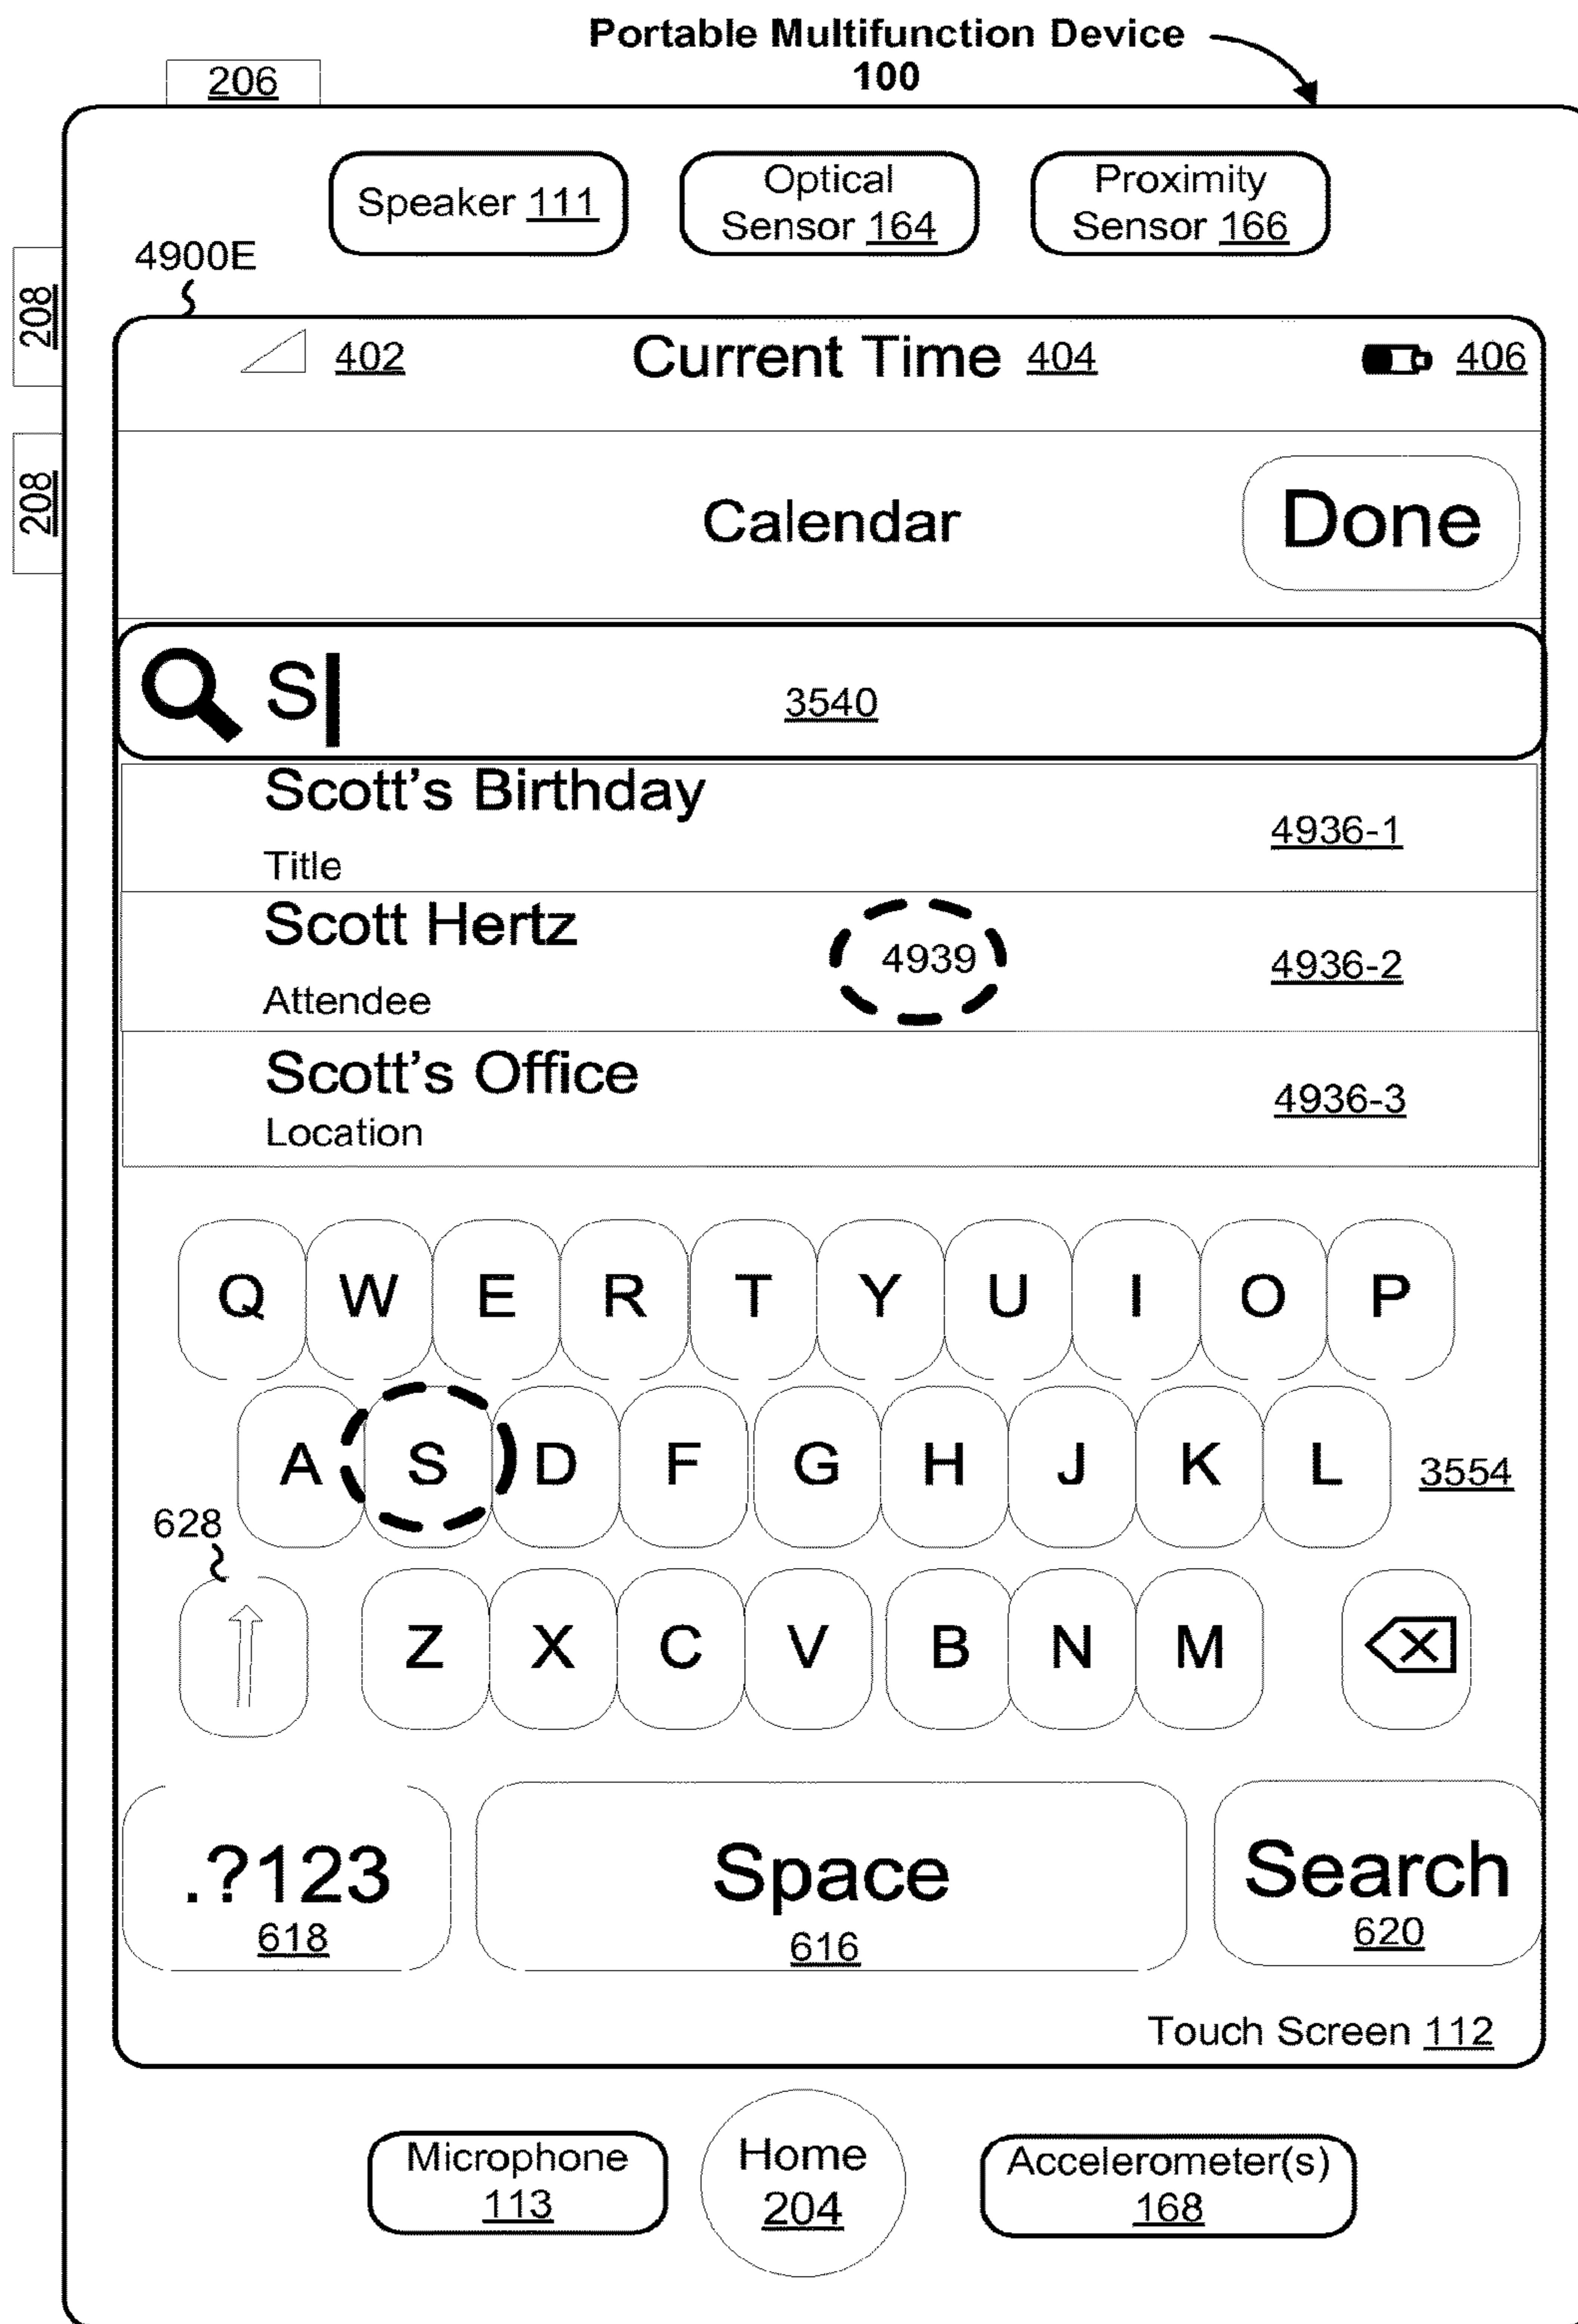 Portable Multifunction Device
100
206
Speaker 111
Optical
Sensor 164
Proximity
Sensor 166
4900E
208
208
402
Current Time 404
406
Calendar
Done
S
3540
Scott's Birthday
Title
4936-1
Scott Hertz
Attendee
4939
4936-2
Scott's Office
Location
4936-3
Q W E R T Y U I O P
A S D F G H J K L
3554
628
Z X C V B N M
.?123
618
Space
616
Search
620
Touch Screen 112
Microphone
113
Home
204
Accelerometer(s)
168